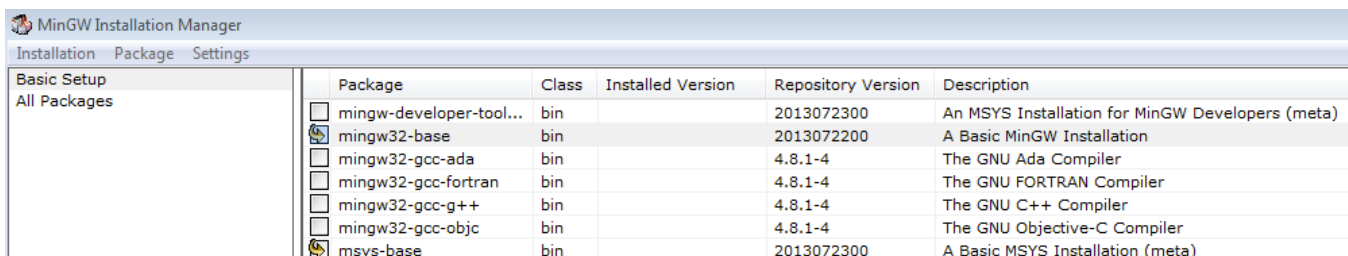 MinGW Installation Manager
Installation Package Settings
Basic Setup
All Packages
Package Class Installed Version Repository Version Description
mingw-developer-tool... bin 2013072300 An MSYS Installation for MinGW Developers (meta)
mingw32-base bin 2013072200 A Basic MinGW Installation
mingw32-gcc-ada bin 4.8.1-4 The GNU Ada Compiler
mingw32-gcc-fortran bin 4.8.1-4 The GNU FORTRAN Compiler
mingw32-gcc-g++ bin 4.8.1-4 The GNU C++ Compiler
mingw32-gcc-objc bin 4.8.1-4 The GNU Objective-C Compiler
msys-base bin 2013072300 A Basic MSYS Installation (meta)